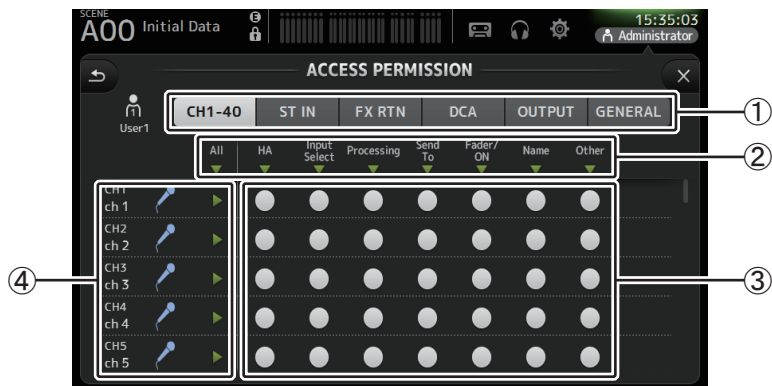 SCENE
A00 Initial Data
E
15:35:03
Administrator
ACCESS PERMISSION
1
User1
CH1-40 ST IN FX RTN DCA OUTPUT GENERAL
①
All HA Input Select Processing Send To Fader/ON Name Other
②
CH1
ch 1
CH2
ch 2
CH3
ch 3
④
③
CH4
ch 4
CH5
ch 5